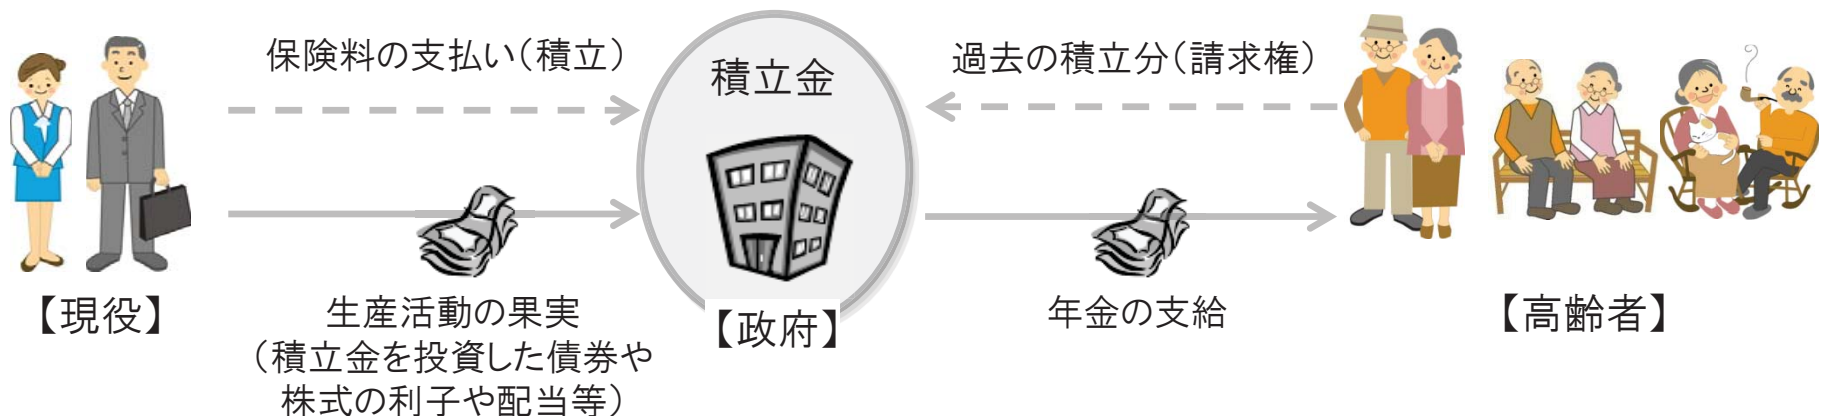 保険料の支払い（積立）
積立金
過去の積立分（請求権）
【現役】
生産活動の果実
（積立金を投資した債券や
株式の利子や配当等）
【政府】
年金の支給
【高齢者】